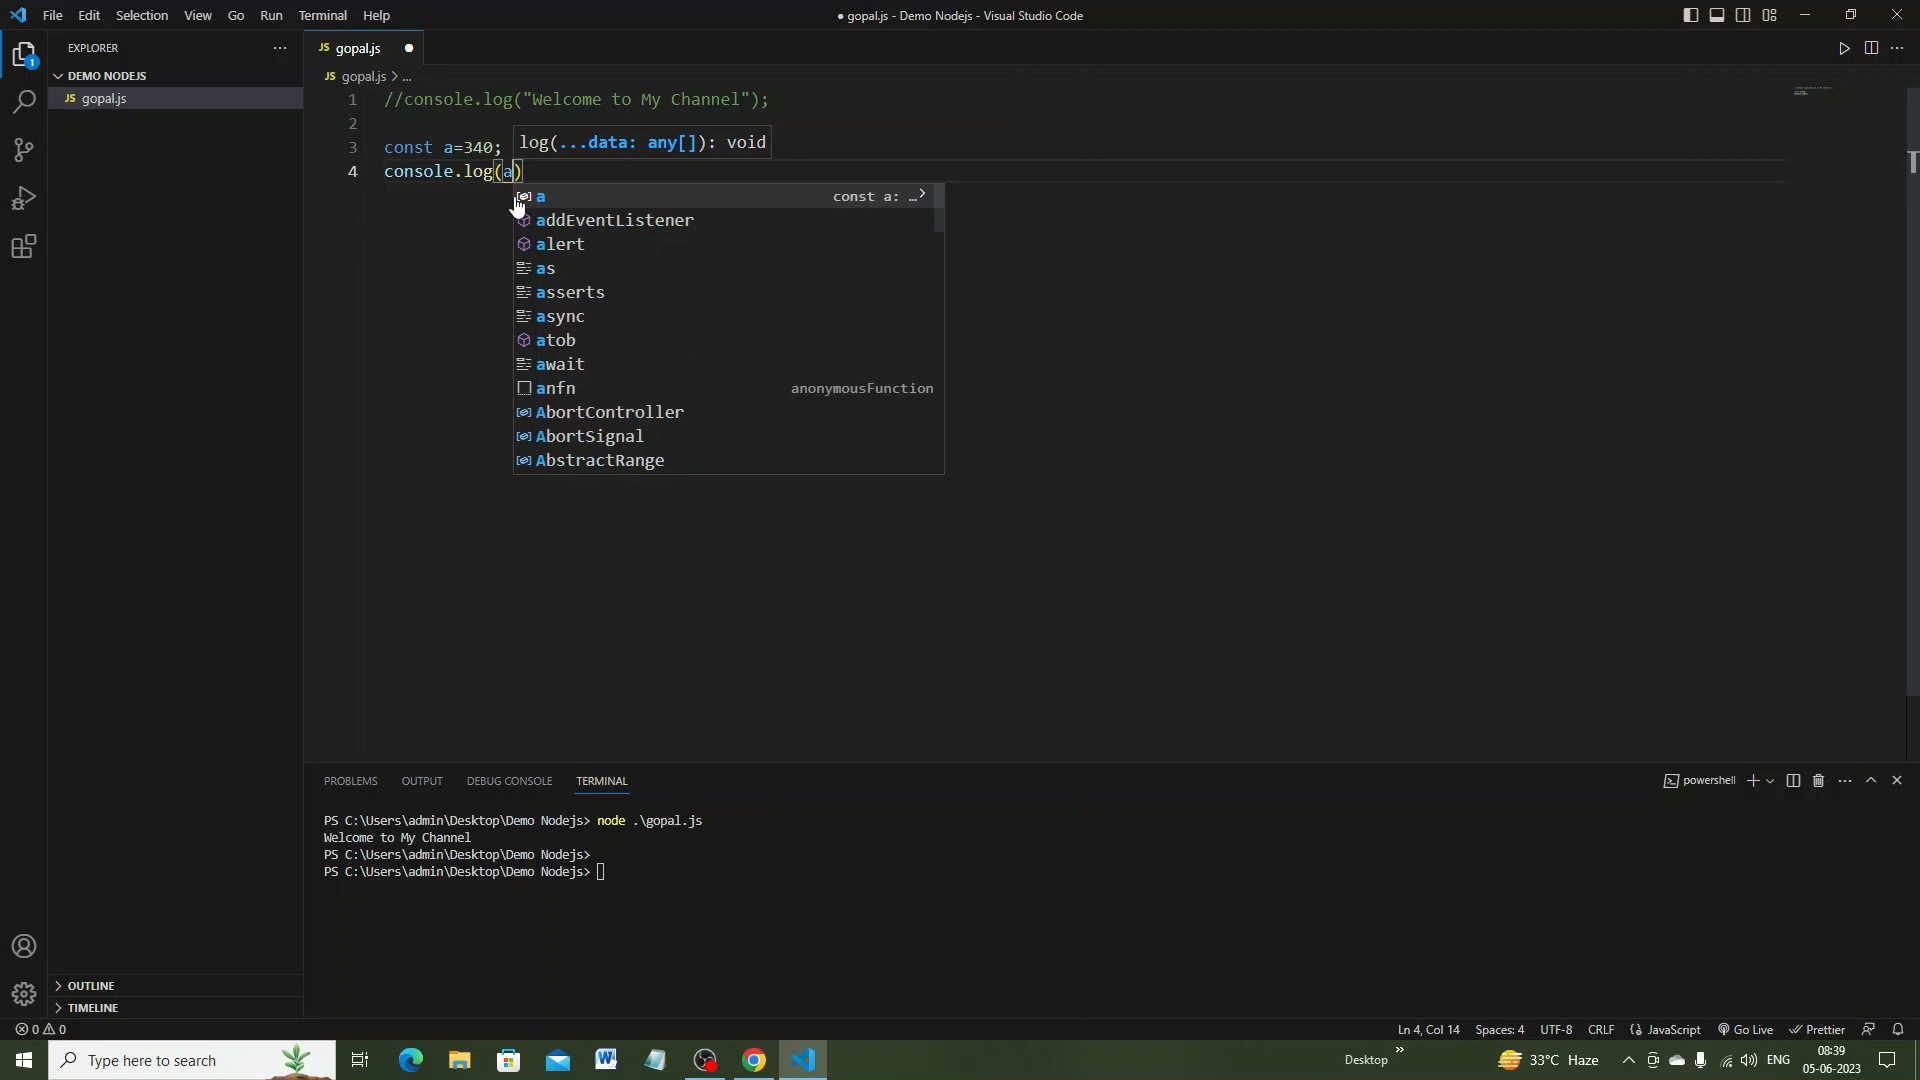 File Edit Selection View Go Run Terminal Help
● gopal.js - Demo Nodejs - Visual Studio Code
EXPLORER
DEMO NODEJS
JS gopal.js
1
JS gopal.js
JS gopal.js > ...
1 //console.log("Welcome to My Channel");
2
3 const a=340;
log(...data: any[]): void
4 console.log(a)
a const a: …
addEventListener
alert
as
asserts
async
atob
await
anfn anonymousFunction
AbortController
AbortSignal
AbstractRange
PROBLEMS OUTPUT DEBUG CONSOLE TERMINAL
powershell
PS C:\Users\admin\Desktop\Demo Nodejs> node .\gopal.js
Welcome to My Channel
PS C:\Users\admin\Desktop\Demo Nodejs>
PS C:\Users\admin\Desktop\Demo Nodejs>
OUTLINE
TIMELINE
0 0
Ln 4, Col 14 Spaces: 4 UTF-8 CRLF {} JavaScript Go Live Prettier
Type here to search
Desktop
33°C Haze
ENG
08:39
05-06-2023